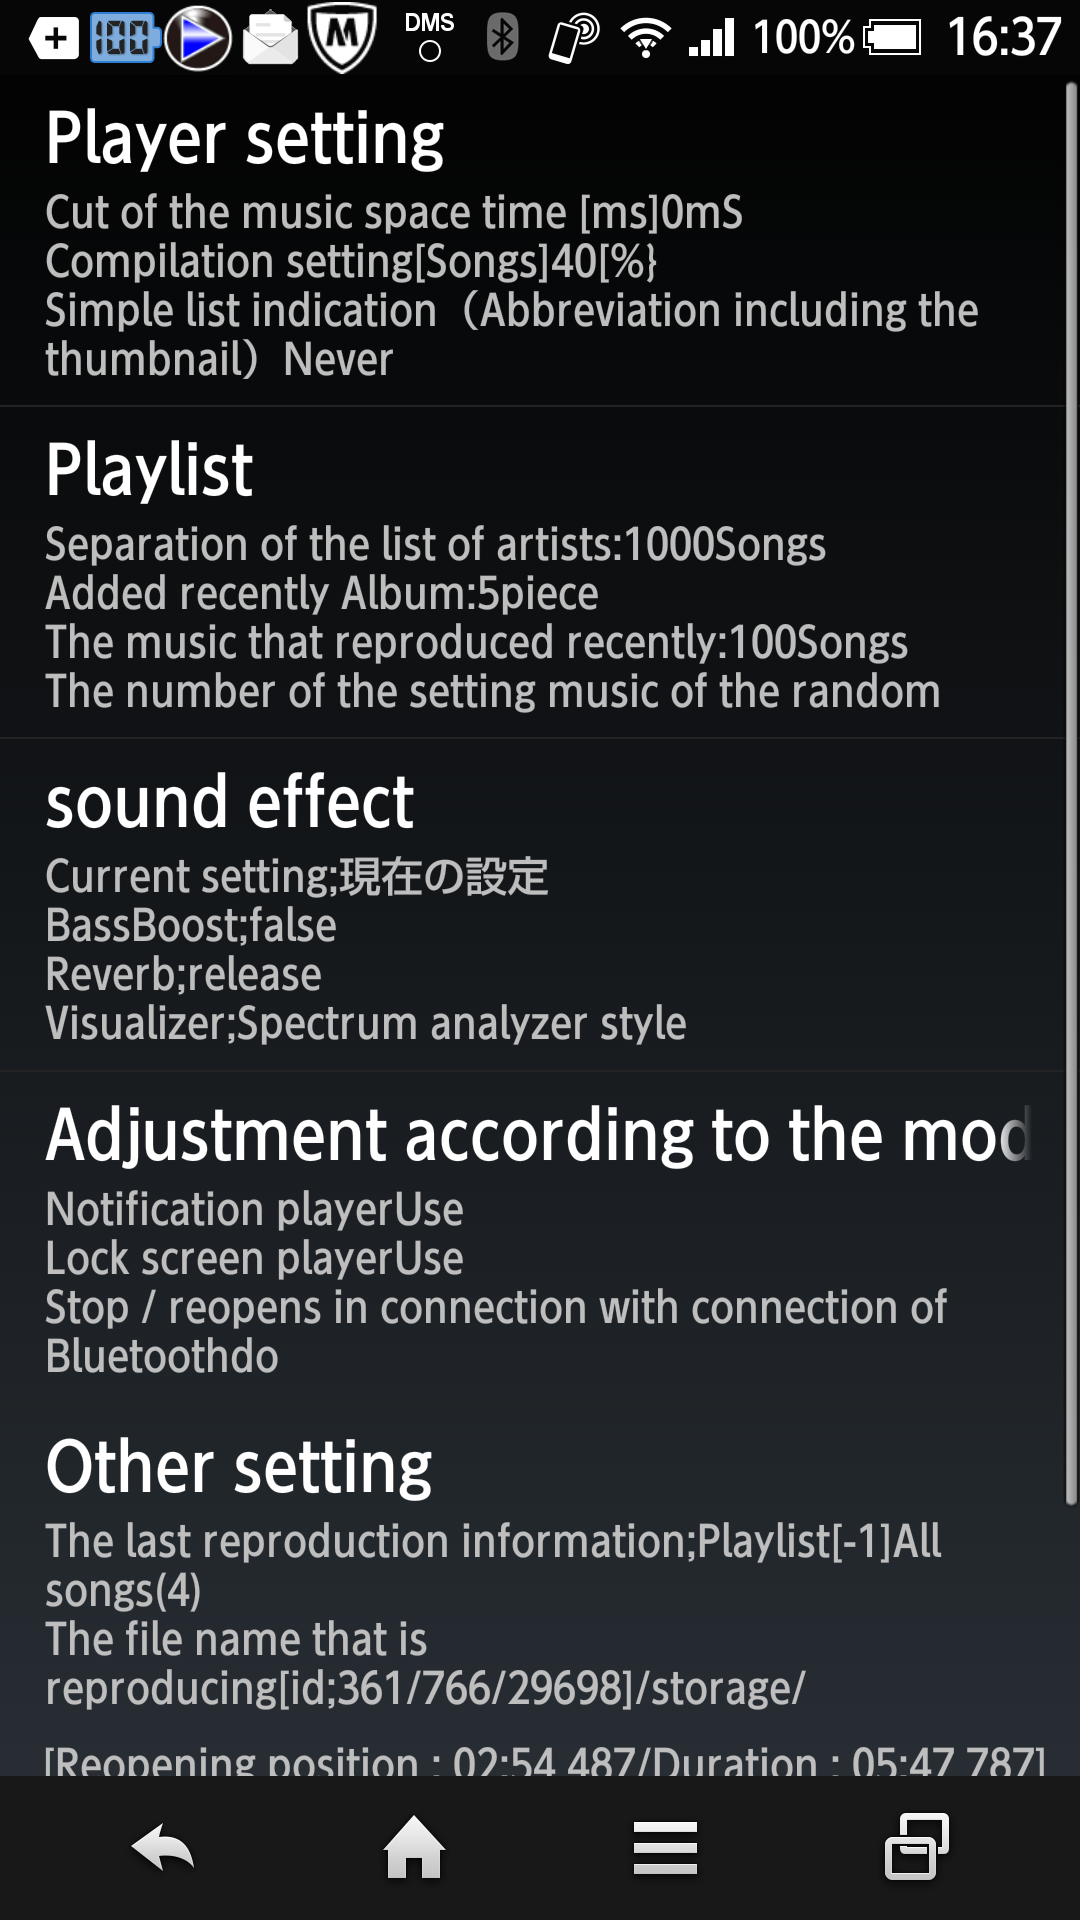 DMS 100% 16:37
100
M
Player setting
Cut of the music space time [ms]0mS
Compilation setting[Songs]40[%}
Simple list indication（Abbreviation including the
thumbnail）Never
Playlist
Separation of the list of artists:1000Songs
Added recently Album:5piece
The music that reproduced recently:100Songs
The number of the setting music of the random
sound effect
Current setting;現在の設定
BassBoost;false
Reverb;release
Visualizer;Spectrum analyzer style
Adjustment according to the mod
Notification playerUse
Lock screen playerUse
Stop / reopens in connection with connection of
Bluetoothdo
Other setting
The last reproduction information;Playlist[-1]All
songs(4)
The file name that is
reproducing[id;361/766/29698]/storage/
[Reopening position : 02:54 487/Duration : 05:47 787]